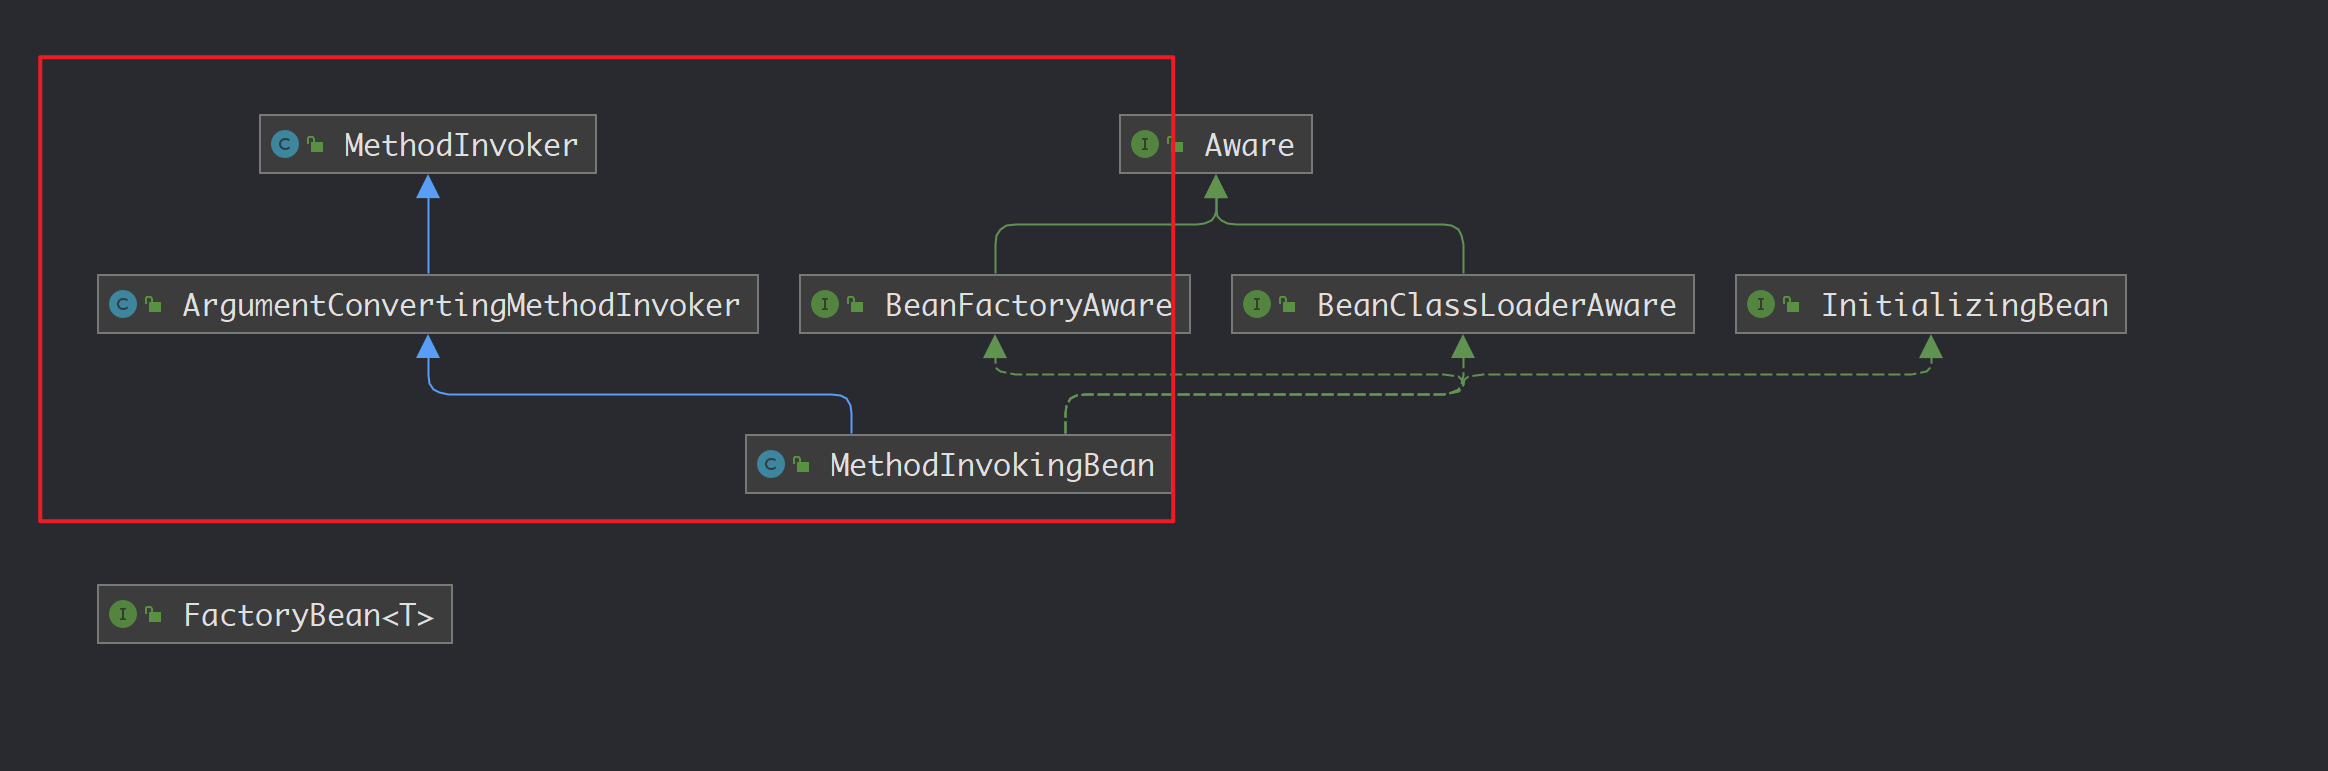 C MethodInvoker
I Aware
C ArgumentConvertingMethodInvoker
I BeanFactoryAware
I BeanClassLoaderAware
I InitializingBean
C MethodInvokingBean
I FactoryBean<T>